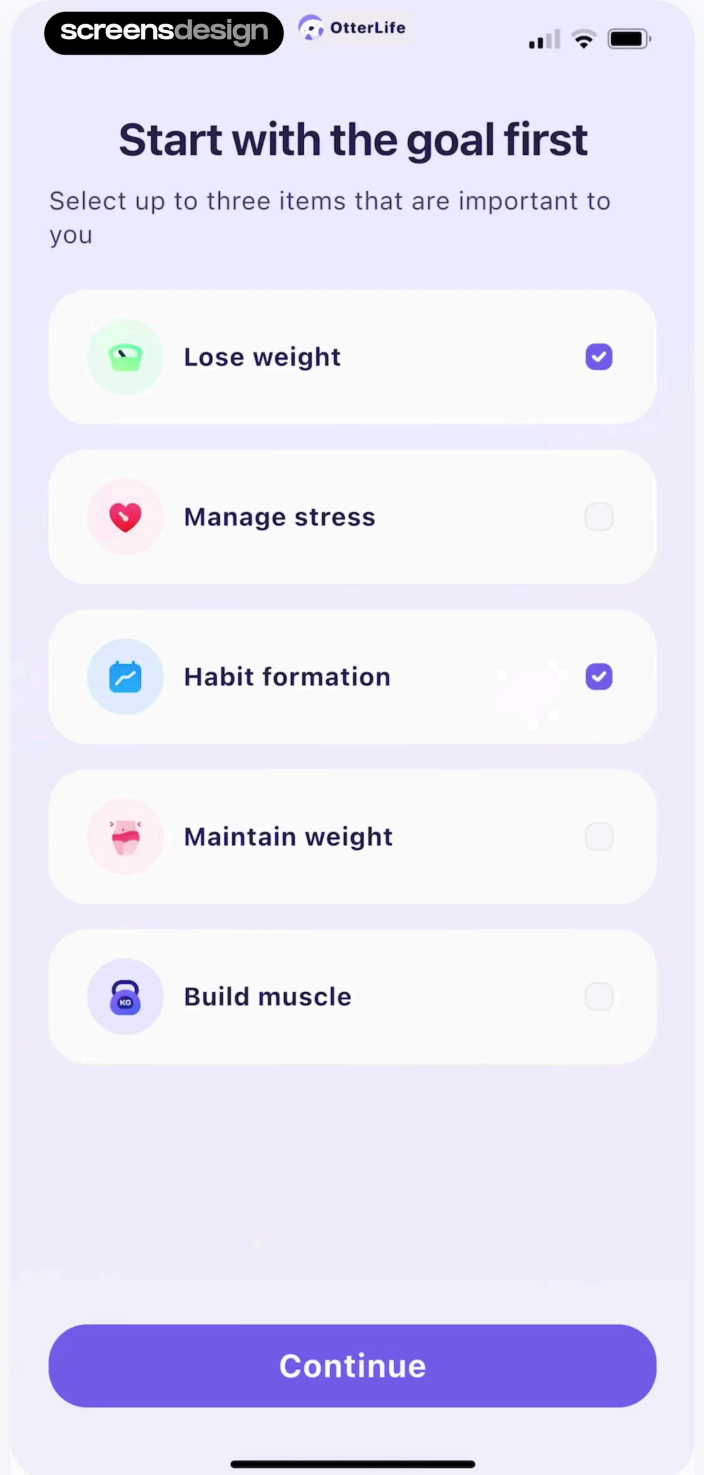 screensdesign
OtterLife
Start with the goal first
Select up to three items that are important to
you
Lose weight
Manage stress
Habit formation
Maintain weight
KG
Build muscle
Continue